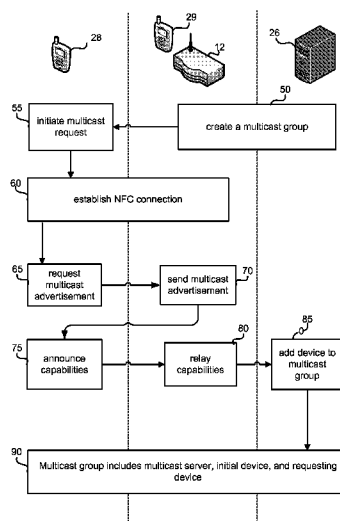 28
29
12
26
50
create a multicast group
55
initiate multicast
request
60
establish NFC connection
65
request
multicast
advertisement
70
send multicast
advertisement
75
announce
capabilities
80
relay
capabilities
85
add device to
multicast
group
90
Multicast group includes multicast server, initial device, and requesting
device